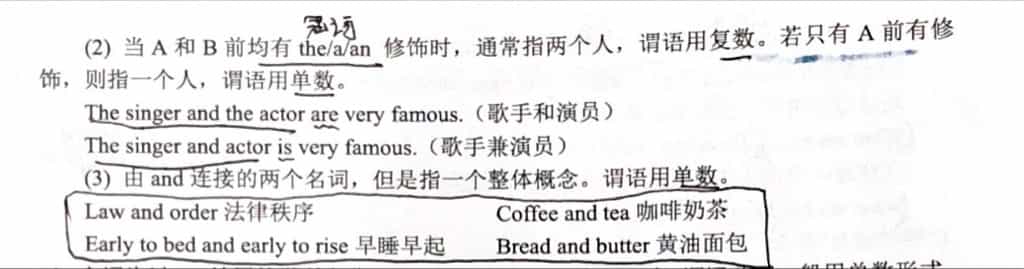 冠词
(2) 当 A 和 B 前均有 the/a/an 修饰时，通常指两个人，谓语用复数。若只有 A 前有修
饰，则指一个人，谓语用单数。
The singer and the actor are very famous.（歌手和演员）
The singer and actor is very famous.（歌手兼演员）
(3) 由 and 连接的两个名词，但是指一个整体概念。谓语用单数。
Law and order 法律秩序 Coffee and tea 咖啡奶茶
Early to bed and early to rise 早睡早起 Bread and butter 黄油面包